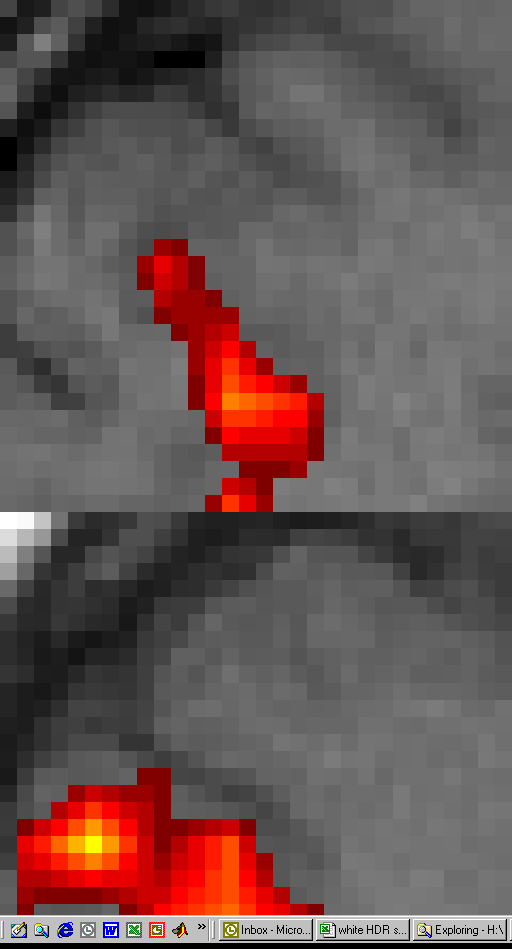 Inbox - Micro...
white HDR s...
Exploring - H:\